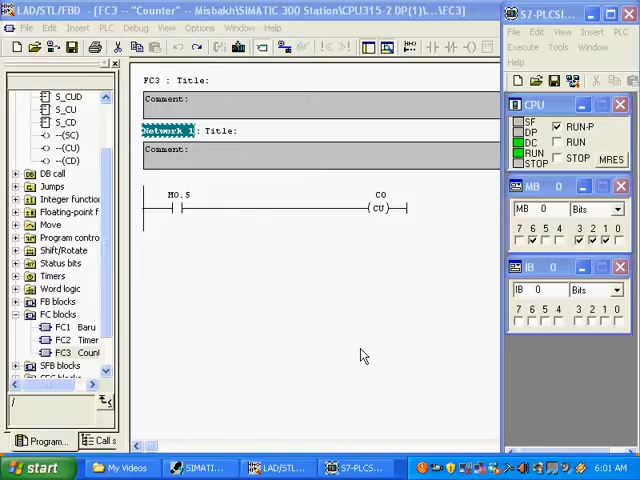 LAD/STL/FBD - [FC3 -- "Counter" -- Misbakh\SIMATIC 300 Station\CPU315-2 DP(1)\...\FC3]
File Edit PLC Debug View Options Window Help
S_CUD
S_CU
S_CD
--(SC)
--(CU)
--(CD)
DB call
Jumps
Integer function
Floating-point f
Move
Program contro
Shift/Rotate
Status bits
Timers
Word logic
FB blocks
FC blocks
FC1 Baru
FC2 Timer
FC3 Count
SFB blocks
Program...
Call s
FC3 : Title:
Comment:
Network 1: Title:
Comment:
M0.5 C0
CU
S7-PLCSI...
File Edit View Insert PLC
Execute Tools Window
Help
CPU
SF
DP
DC
RUN
STOP
RUN-P
RUN
STOP
MRES
MB 0
MB 0 Bits
7 6 5 4 3 2 1 0
IB 0
IB 0 Bits
7 6 5 4 3 2 1 0
start
My Videos
SIMATI...
LAD/STL...
S7-PLCS...
6:01 AM